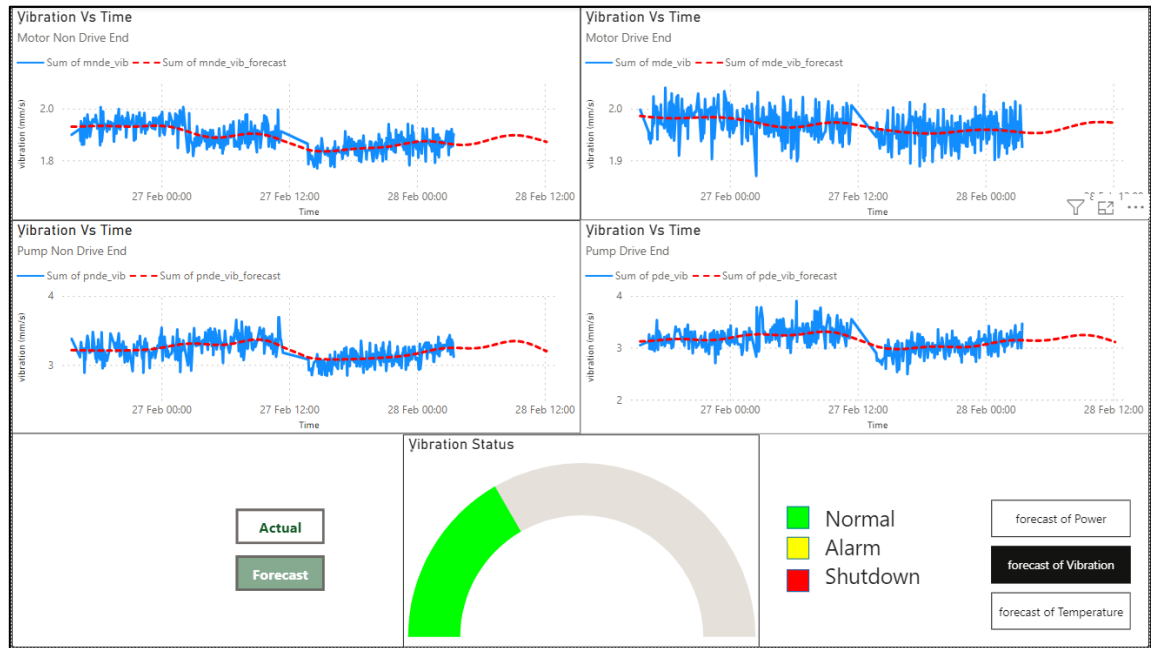 Vibration Vs Time
Motor Non Drive End
Sum of mnde_vib Sum of mnde_vib_forecast
vibration (mm/s)
2.0
1.8
27 Feb 00:00 27 Feb 12:00 28 Feb 00:00 28 Feb 12:00
Time
Vibration Vs Time
Motor Drive End
Sum of mde_vib Sum of mde_vib_forecast
vibration (mm/s)
2.0
1.9
27 Feb 00:00 27 Feb 12:00 28 Feb 00:00
Time
Vibration Vs Time
Pump Non Drive End
Sum of pnde_vib Sum of pnde_vib_forecast
vibration (mm/s)
4
3
27 Feb 00:00 27 Feb 12:00 28 Feb 00:00 28 Feb 12:00
Time
Vibration Vs Time
Pump Drive End
Sum of pde_vib Sum of pde_vib_forecast
vibration (mm/s)
4
3
2
27 Feb 00:00 27 Feb 12:00 28 Feb 00:00 28 Feb 12:00
Time
Actual
Forecast
Vibration Status
Normal
Alarm
Shutdown
forecast of Power
forecast of Vibration
forecast of Temperature